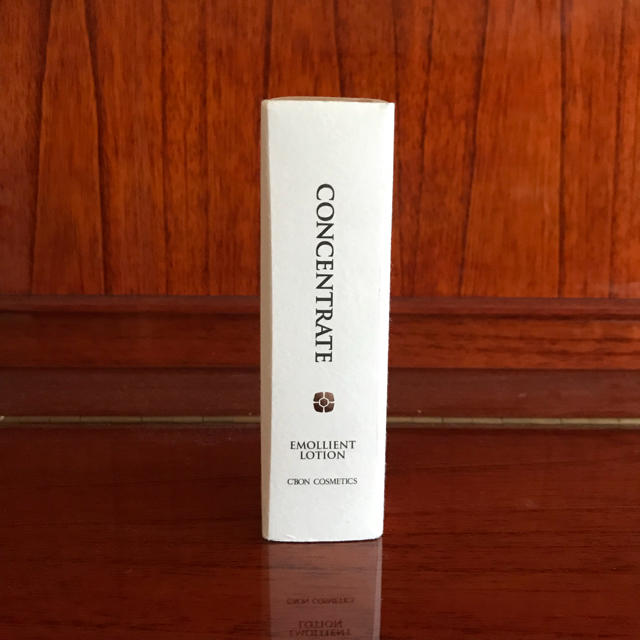 CONCENTRATE
EMOLLIENT
LOTION
C'BON COSMETICS